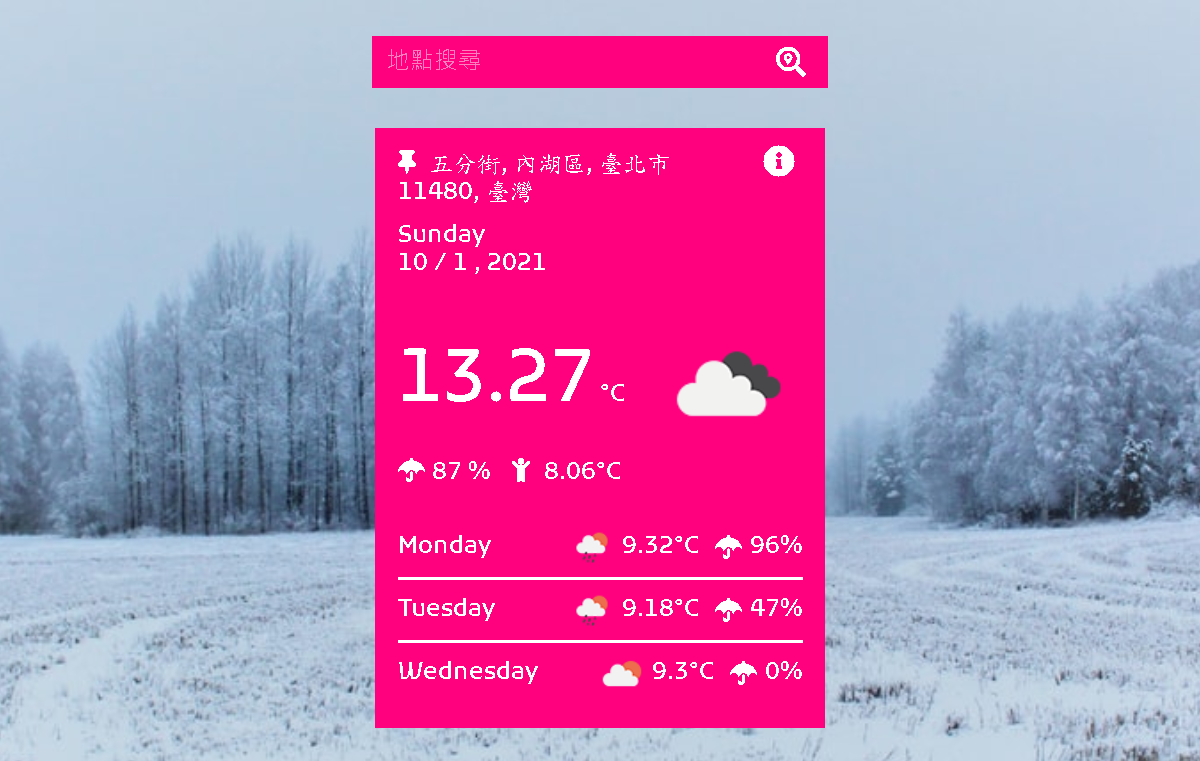 地點搜尋
五分街, 內湖區, 臺北市
11480, 臺灣
Sunday
10 / 1 , 2021
13.27 °C
87 % 8.06°C
Monday 9.32°C 96%
Tuesday 9.18°C 47%
Wednesday 9.3°C 0%